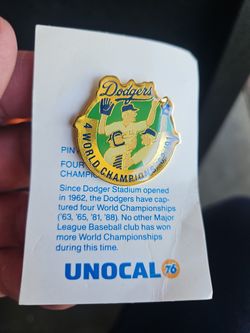 Dodgers
4 WORLD CHAMPIONSHIPS
PIN
FOUR
CHAMPIO
Since Dodger Stadium opened
in 1962, the Dodgers have cap-
tured four World Championships
('63, '65, '81, '88). No other Major
League Baseball club has won
more World Championships
during this time.
UNOCAL 76